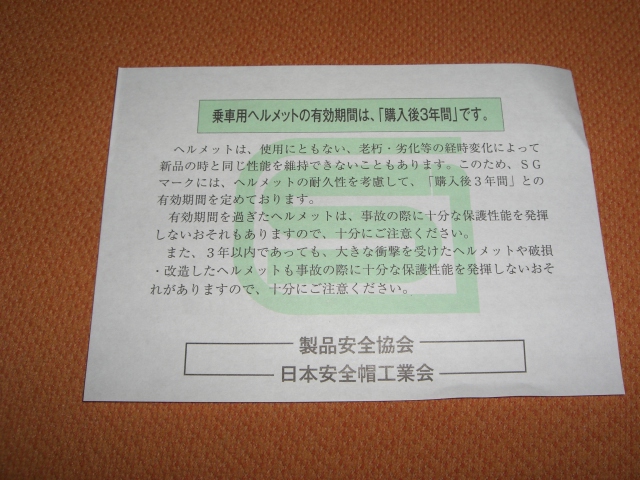 乗車用ヘルメットの有効期間は、「購入後3年間」です。
ヘルメットは、使用にともない、老朽・劣化等の経時変化によって
新品の時と同じ性能を維持できないこともあります。このため、ＳＧ
マークには、ヘルメットの耐久性を考慮して、「購入後３年間」との
有効期間を定めております。
有効期間を過ぎたヘルメットは、事故の際に十分な保護性能を発揮
しないおそれもありますので、十分にご注意ください。
また、３年以内であっても、大きな衝撃を受けたヘルメットや破損
・改造したヘルメットも事故の際に十分な保護性能を発揮しないおそ
れがありますので、十分にご注意ください。
製品安全協会
日本安全帽工業会